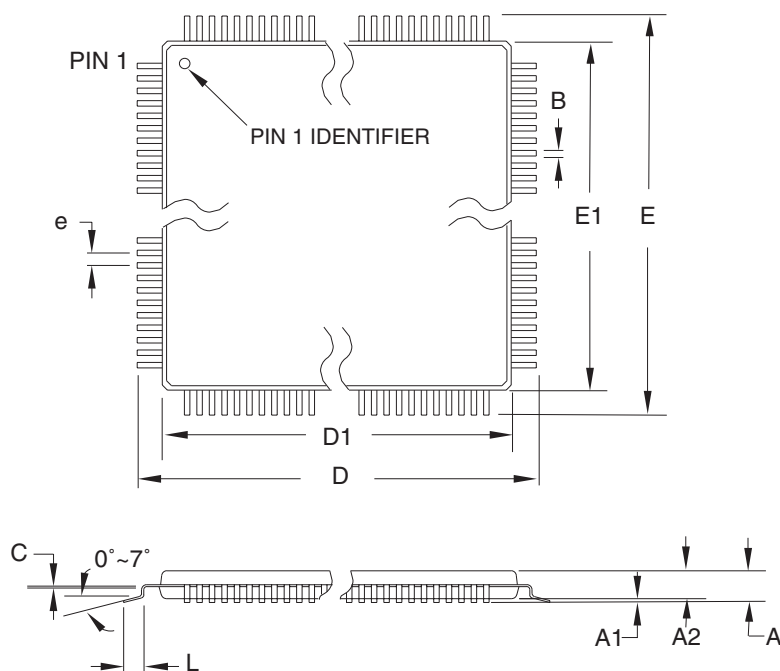 PIN 1
PIN 1 IDENTIFIER
B
e
E1
E
D1
D
C
0°~7°
L
A1
A2
A